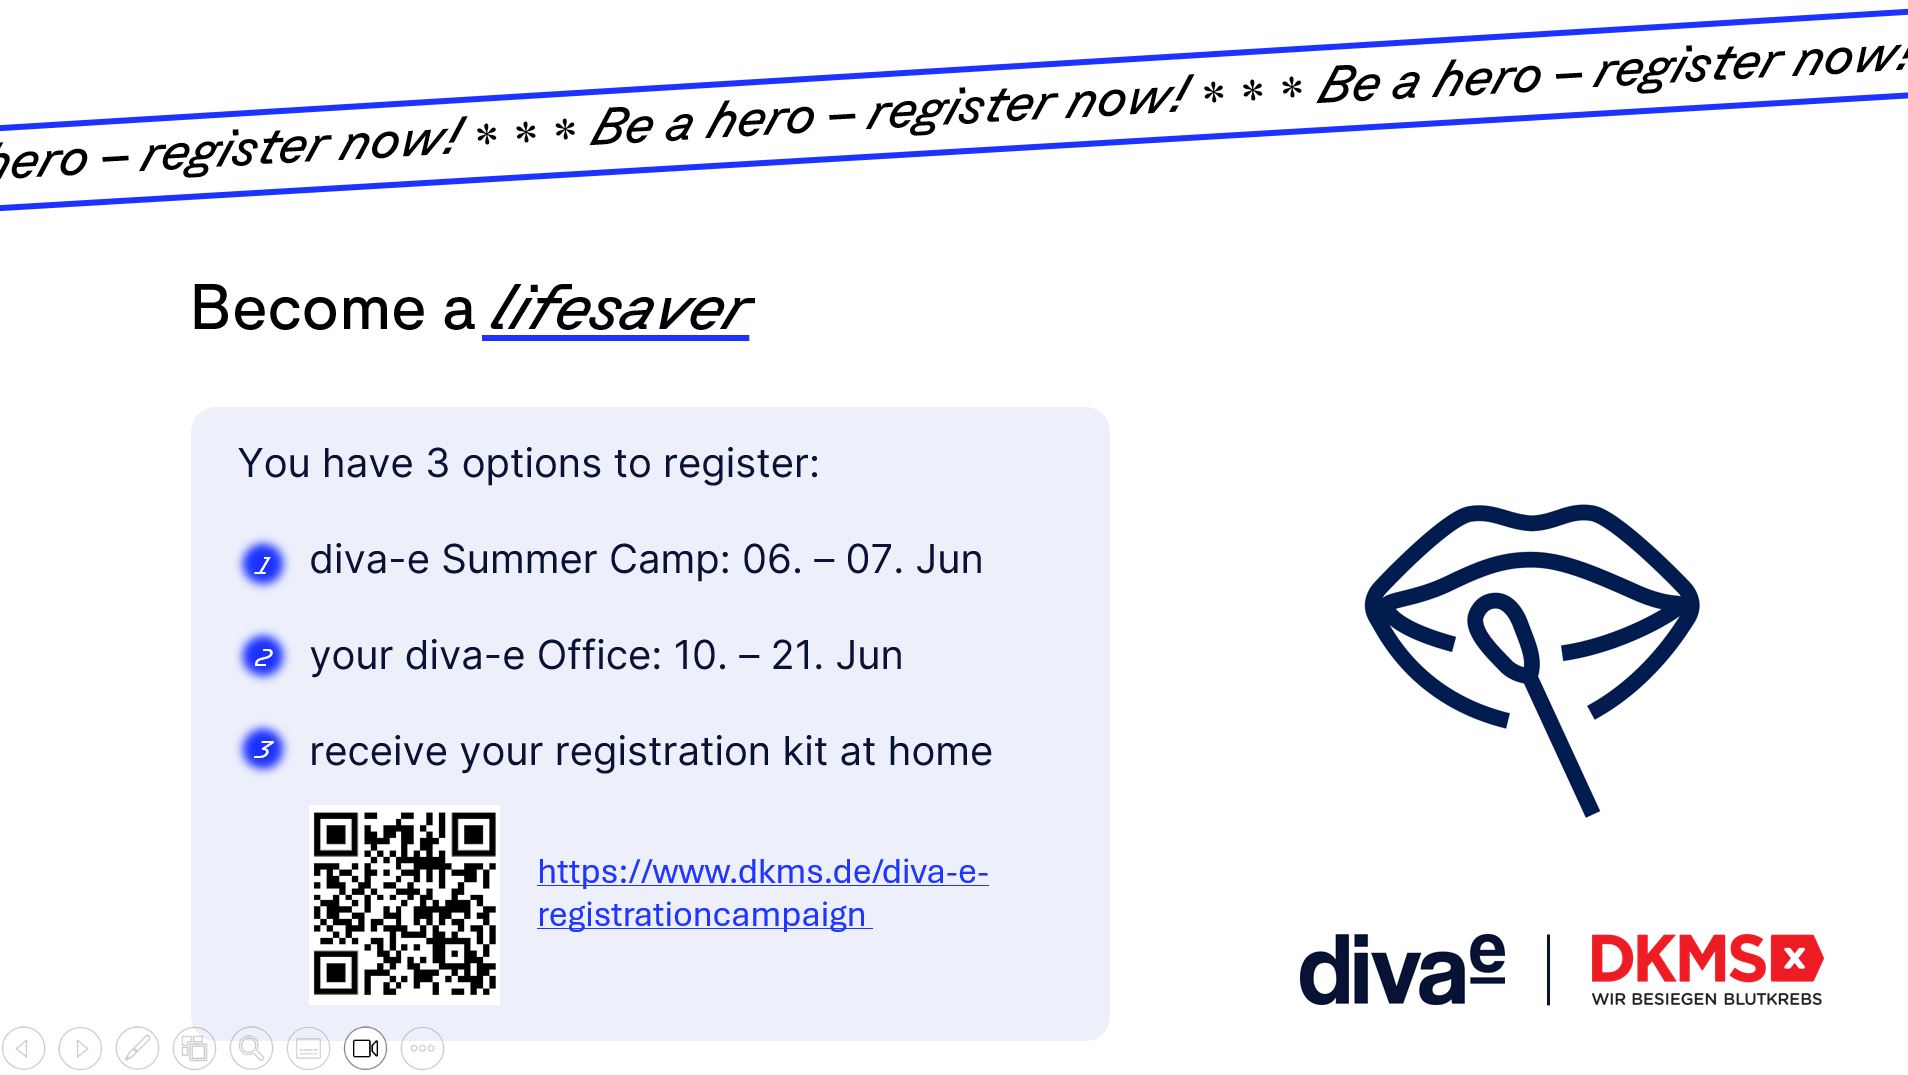 hero – register now! * * * Be a hero – register now! * * * Be a hero – register now!
Become a lifesaver
You have 3 options to register:
1 diva-e Summer Camp: 06. – 07. Jun
2 your diva-e Office: 10. – 21. Jun
3 receive your registration kit at home
https://www.dkms.de/diva-e-
registrationcampaign
divae
DKMS x
WIR BESIEGEN BLUTKREBS